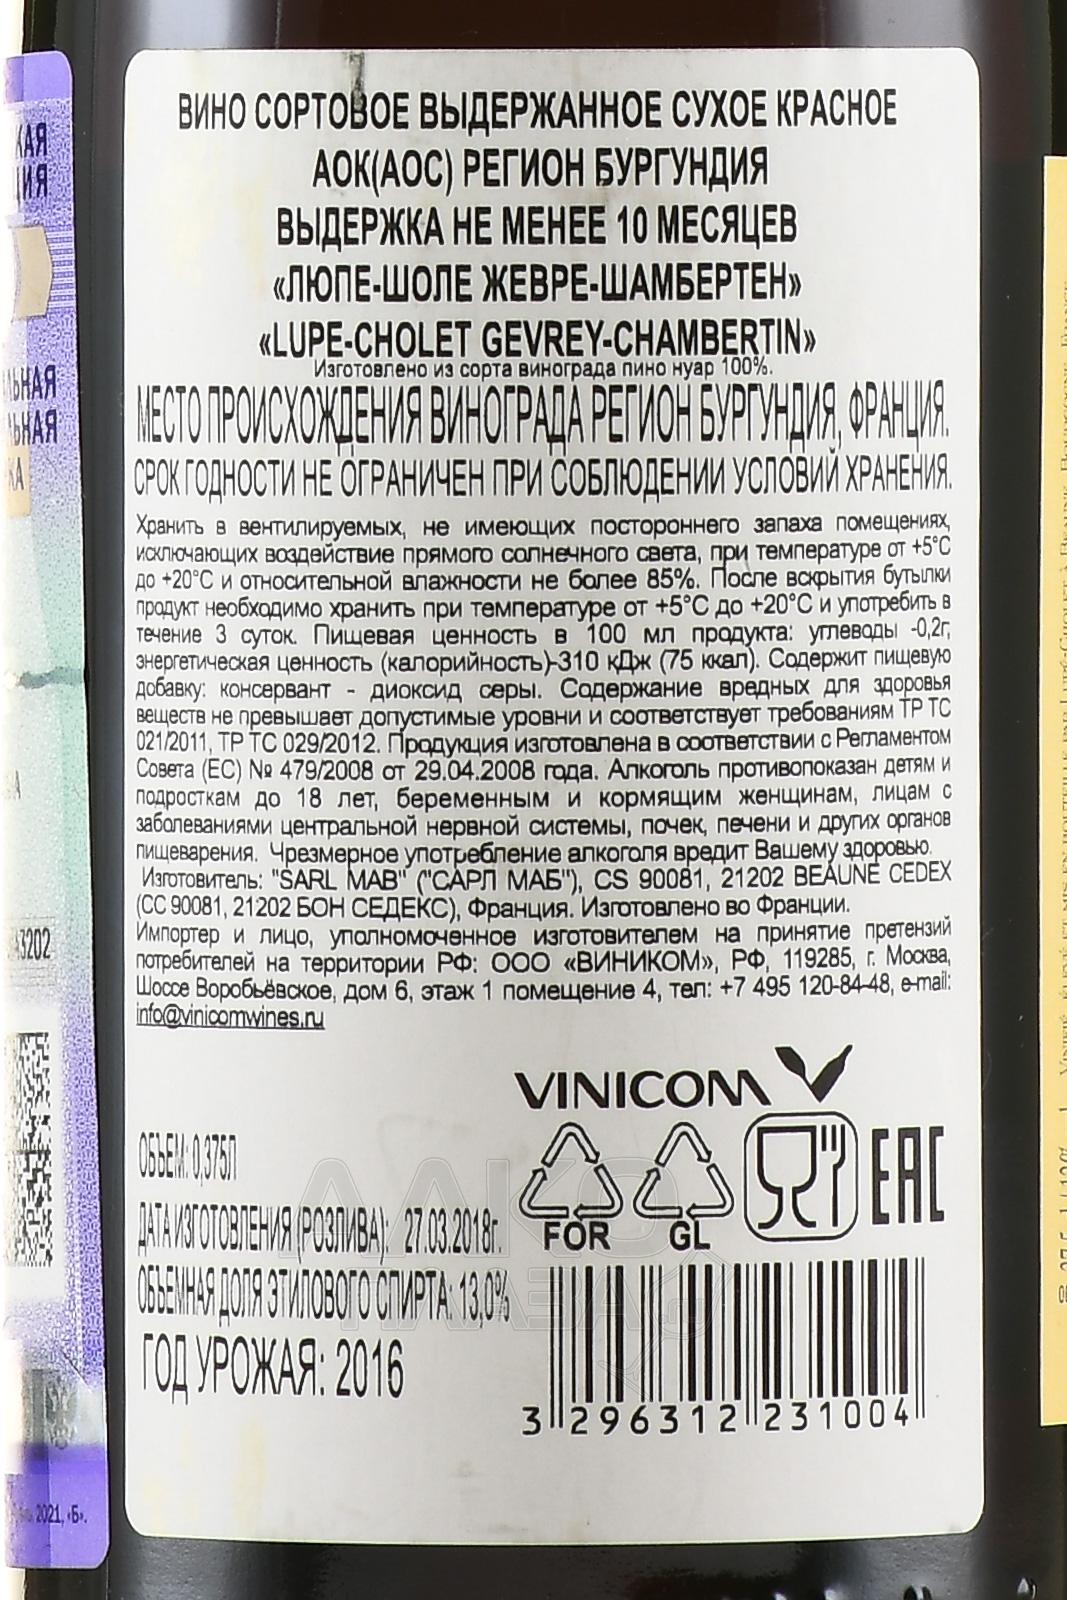 ВИНО СОРТОВОЕ ВЫДЕРЖАННОЕ СУХОЕ КРАСНОЕ
АОК(АОС) РЕГИОН БУРГУНДИЯ
ВЫДЕРЖКА НЕ МЕНЕЕ 10 МЕСЯЦЕВ
«ЛЮПЕ-ШОЛЕ ЖЕВРЕ-ШАМБЕРТЕН»
«LUPE-CHOLET GEVREY-CHAMBERTIN»
Изготовлено из сорта винограда пино нуар 100%.
МЕСТО ПРОИСХОЖДЕНИЯ ВИНОГРАДА РЕГИОН БУРГУНДИЯ, ФРАНЦИЯ.
СРОК ГОДНОСТИ НЕ ОГРАНИЧЕН ПРИ СОБЛЮДЕНИИ УСЛОВИЙ ХРАНЕНИЯ.
Хранить в вентилируемых, не имеющих постороннего запаха помещениях,
исключающих воздействие прямого солнечного света, при температуре от +5°С
до +20°С и относительной влажности не более 85%. После вскрытия бутылки
продукт необходимо хранить при температуре от +5°С до +20°С и употребить в
течение 3 суток. Пищевая ценность в 100 мл продукта: углеводы -0,2г,
энергетическая ценность (калорийность)-310 кДж (75 ккал). Содержит пищевую
добавку: консервант - диоксид серы. Содержание вредных для здоровья
веществ не превышает допустимые уровни и соответствует требованиям ТР ТС
021/2011, ТР ТС 029/2012. Продукция изготовлена в соответствии с Регламентом
Совета (ЕС) № 479/2008 от 29.04.2008 года. Алкоголь противопоказан детям и
подросткам до 18 лет, беременным и кормящим женщинам, лицам с
заболеваниями центральной нервной системы, почек, печени и других органов
пищеварения. Чрезмерное употребление алкоголя вредит Вашему здоровью.
Изготовитель: "SARL MAB" ("САРЛ МАБ"), CS 90081, 21202 BEAUNE CEDEX
(СС 90081, 21202 БОН СЕДЕКС), Франция. Изготовлено во Франции.
Импортер и лицо, уполномоченное изготовителем на принятие претензий
потребителей на территории РФ: ООО «ВИНИКОМ», РФ, 119285, г. Москва,
Шоссе Воробьёвское, дом 6, этаж 1 помещение 4, тел: +7 495 120-84-48, e-mail:
info@vinicomwines.ru
VINICOM
FOR GL EAC
ОБЪЕМ: 0,375Л
ДАТА ИЗГОТОВЛЕНИЯ (РОЗЛИВА): 27.03.2018г.
ОБЪЕМНАЯ ДОЛЯ ЭТИЛОВОГО СПИРТА: 13,0%
ГОД УРОЖАЯ: 2016
3 296312 231004
3202
2021, «Б».